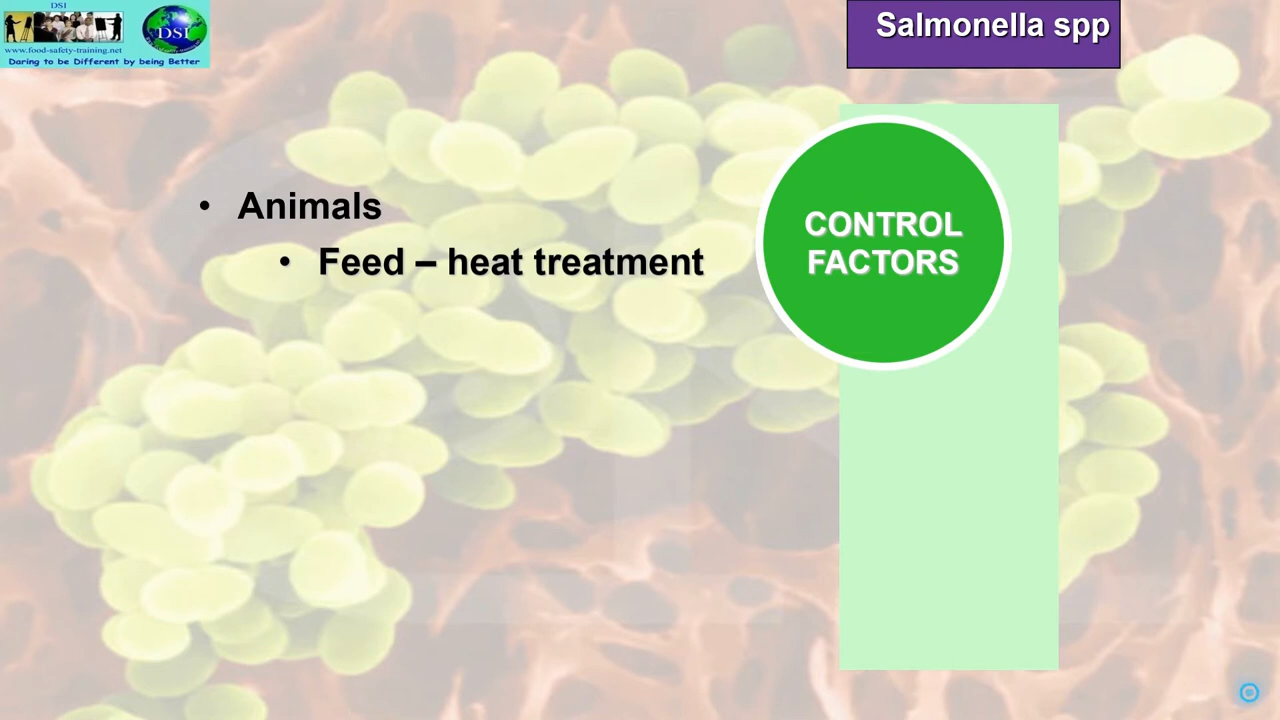 DSI
DSI
www.food-safety-training.net
Daring to be Different by being Better
Salmonella spp
• Animals
• Feed – heat treatment
CONTROL
FACTORS